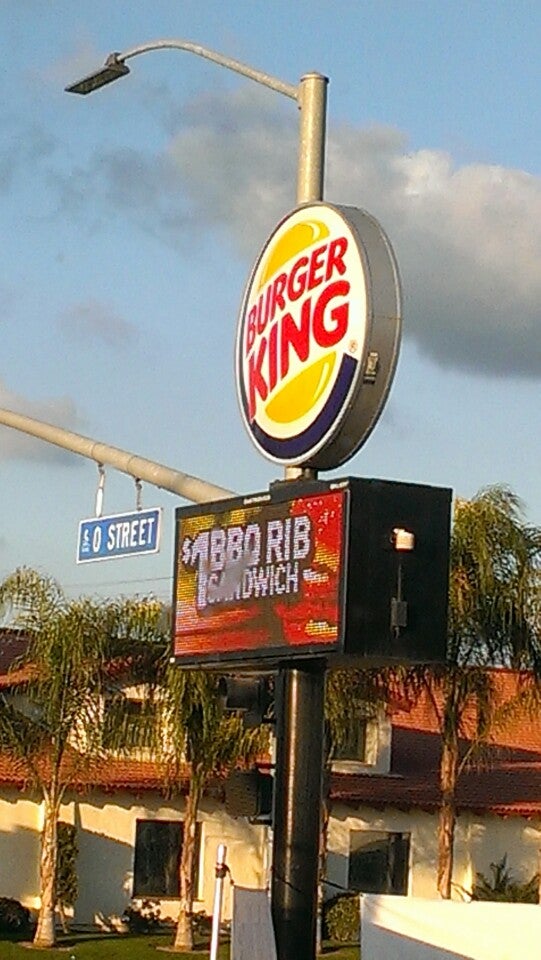 BURGER
KING
®
O STREET
$1 BBQ RIB
SANDWICH